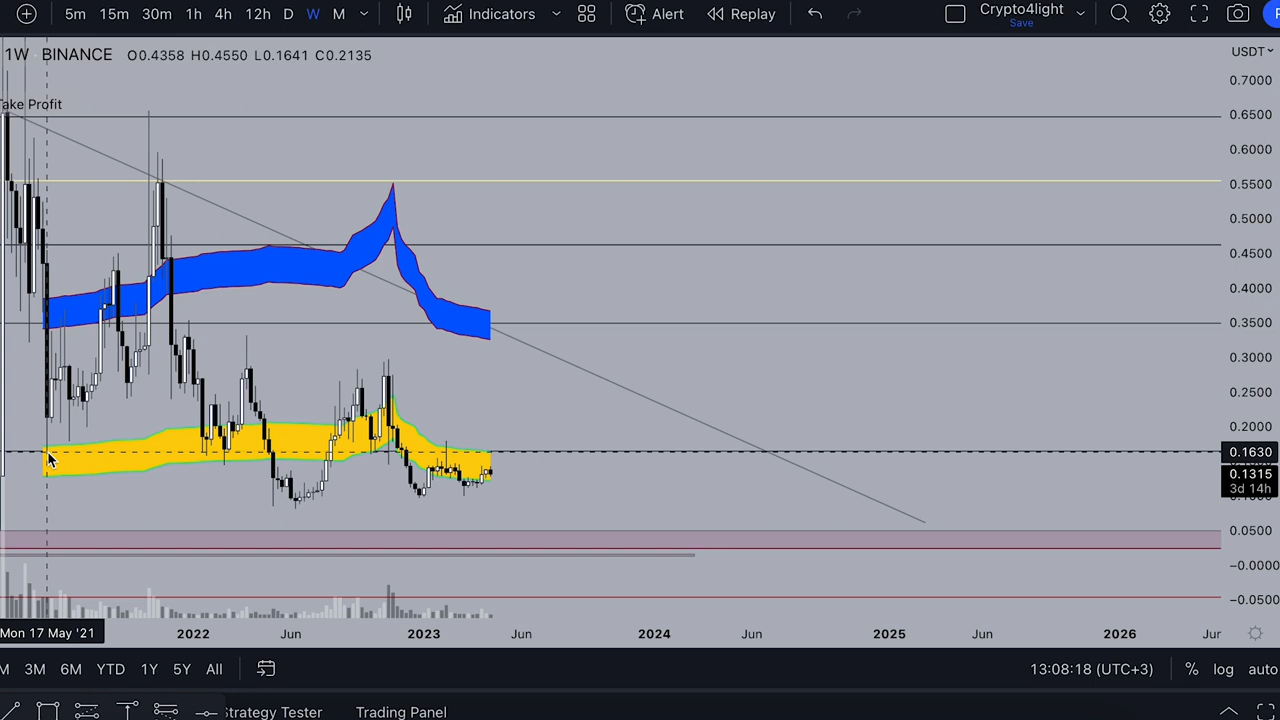 5m 15m 30m 1h 4h 12h D W M Indicators Alert Replay Crypto4light
Save
1W BINANCE O0.4358 H0.4550 L0.1641 C0.2135
USDT
Take Profit
0.7000
0.6500
0.6000
0.5500
0.5000
0.4500
0.4000
0.3500
0.3000
0.2500
0.2000
0.1630
0.1315
3d 14h
0.1000
0.0500
−0.0000
−0.0500
Mon 17 May '21 2022 Jun 2023 Jun 2024 Jun 2025 Jun 2026 Jur
M 3M 6M YTD 1Y 5Y All 13:08:18 (UTC+3) % log auto
Strategy Tester Trading Panel